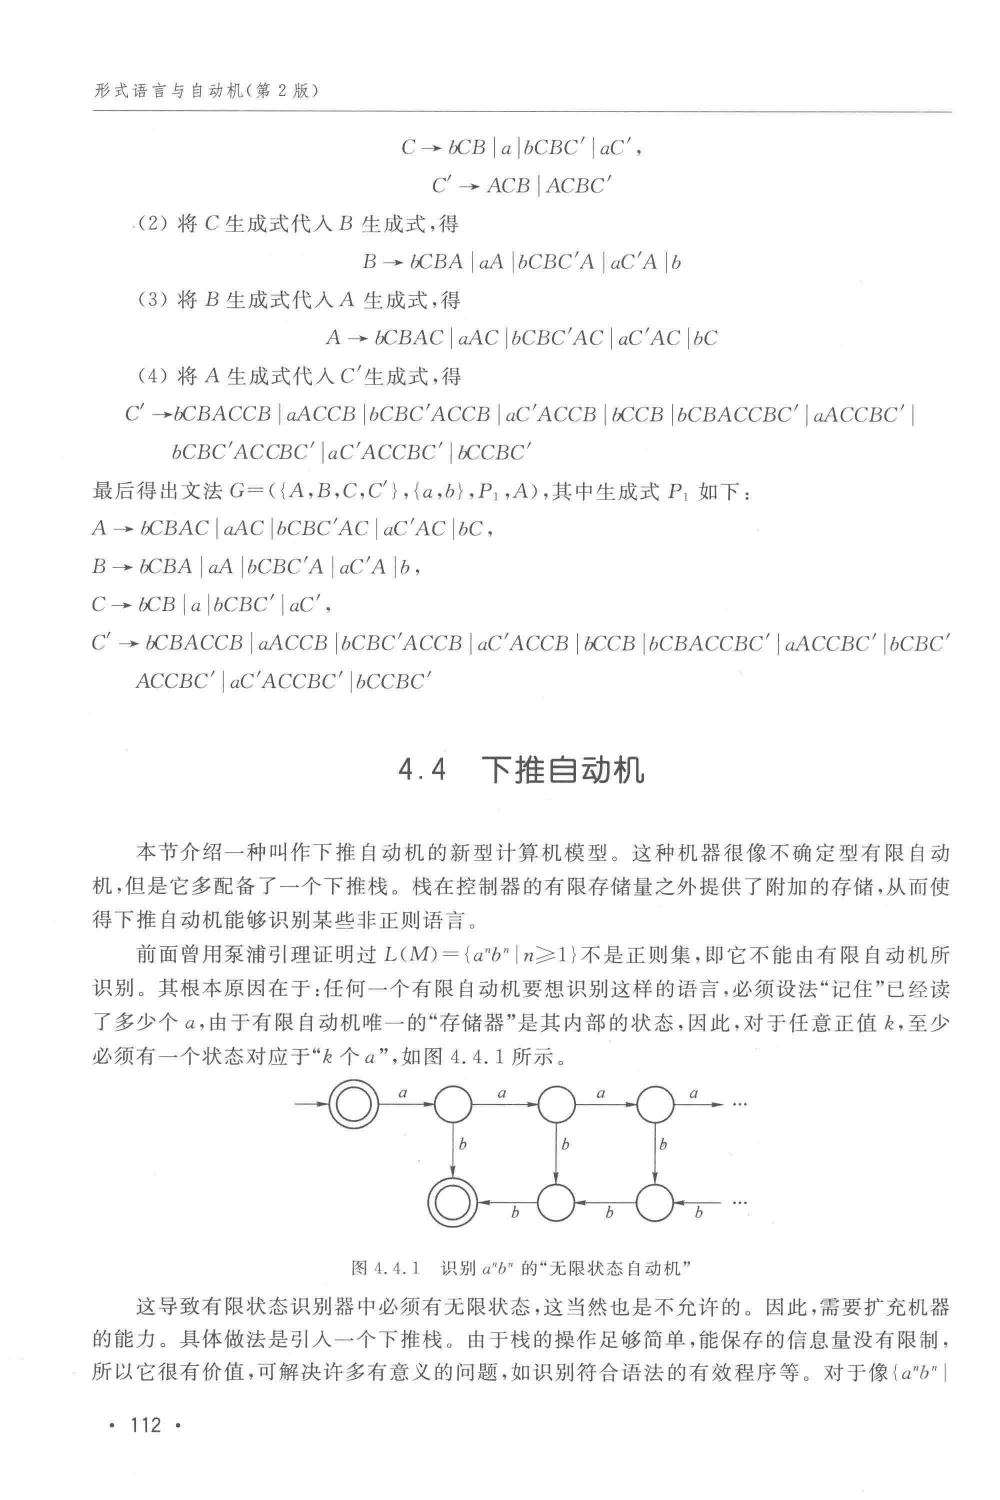 形式语言与自动机(第 2 版)
C → bCB | a | bCBC′ | aC′,
C′ → ACB | ACBC′
(2) 将 C 生成式代入 B 生成式,得
B → bCBA | aA | bCBC′A | aC′A | b
(3) 将 B 生成式代入 A 生成式,得
A → bCBAC | aAC | bCBC′AC | aC′AC | bC
(4) 将 A 生成式代入 C′生成式,得
C′ → bCBACCB | aACCB | bCBC′ACCB | aC′ACCB | bCCB | bCBACCBC′ | aACCBC′ |
bCBC′ACCBC′ | aC′ACCBC′ | bCCBC′
最后得出文法 G=({A,B,C,C′},{a,b},P₁,A),其中生成式 P₁ 如下:
A → bCBAC | aAC | bCBC′AC | aC′AC | bC,
B → bCBA | aA | bCBC′A | aC′A | b,
C → bCB | a | bCBC′ | aC′,
C′ → bCBACCB | aACCB | bCBC′ACCB | aC′ACCB | bCCB | bCBACCBC′ | aACCBC′ | bCBC′
ACCBC′ | aC′ACCBC′ | bCCBC′
4.4 下推自动机
本节介绍一种叫作下推自动机的新型计算机模型。这种机器很像不确定型有限自动
机,但是它多配备了一个下推栈。栈在控制器的有限存储量之外提供了附加的存储,从而使
得下推自动机能够识别某些非正则语言。
前面曾用泵浦引理证明过 L(M)={aⁿbⁿ | n≥1}不是正则集,即它不能由有限自动机所
识别。其根本原因在于:任何一个有限自动机要想识别这样的语言,必须设法“记住”已经读
了多少个 a,由于有限自动机唯一的“存储器”是其内部的状态,因此,对于任意正值 k,至少
必须有一个状态对应于“k 个 a”,如图 4.4.1 所示。
a a a a …
b b b
b b b …
图 4.4.1 识别 aⁿbⁿ 的“无限状态自动机”
这导致有限状态识别器中必须有无限状态,这当然也是不允许的。因此,需要扩充机器
的能力。具体做法是引入一个下推栈。由于栈的操作足够简单,能保存的信息量没有限制,
所以它很有价值,可解决许多有意义的问题,如识别符合语法的有效程序等。对于像{aⁿbⁿ |
· 112 ·